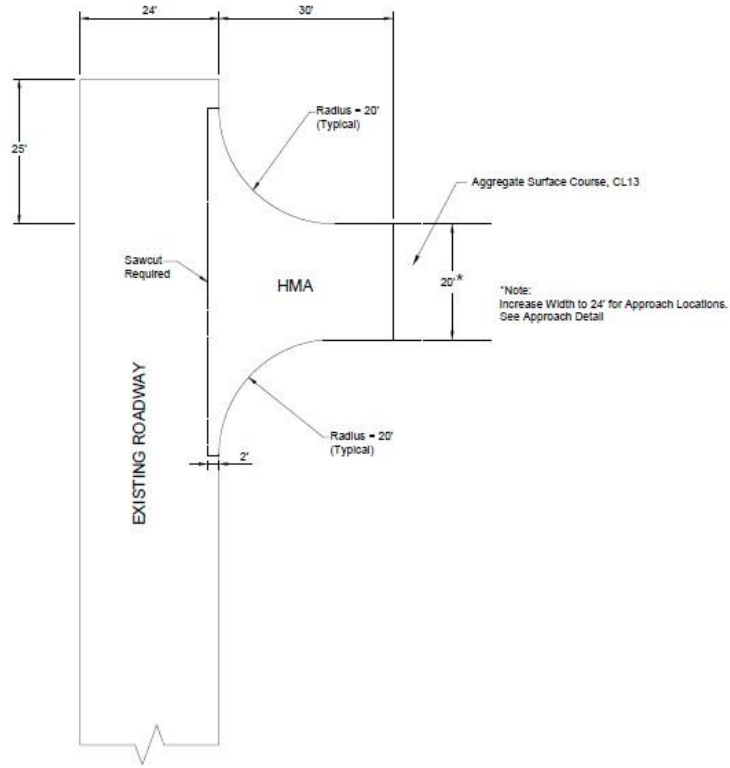 24'
30'
Radius = 20'
(Typical)
25'
Aggregate Surface Course, CL13
Sawcut
Required
HMA
20'*
*Note:
Increase Width to 24' for Approach Locations.
See Approach Detail
EXISTING ROADWAY
Radius = 20'
(Typical)
2'